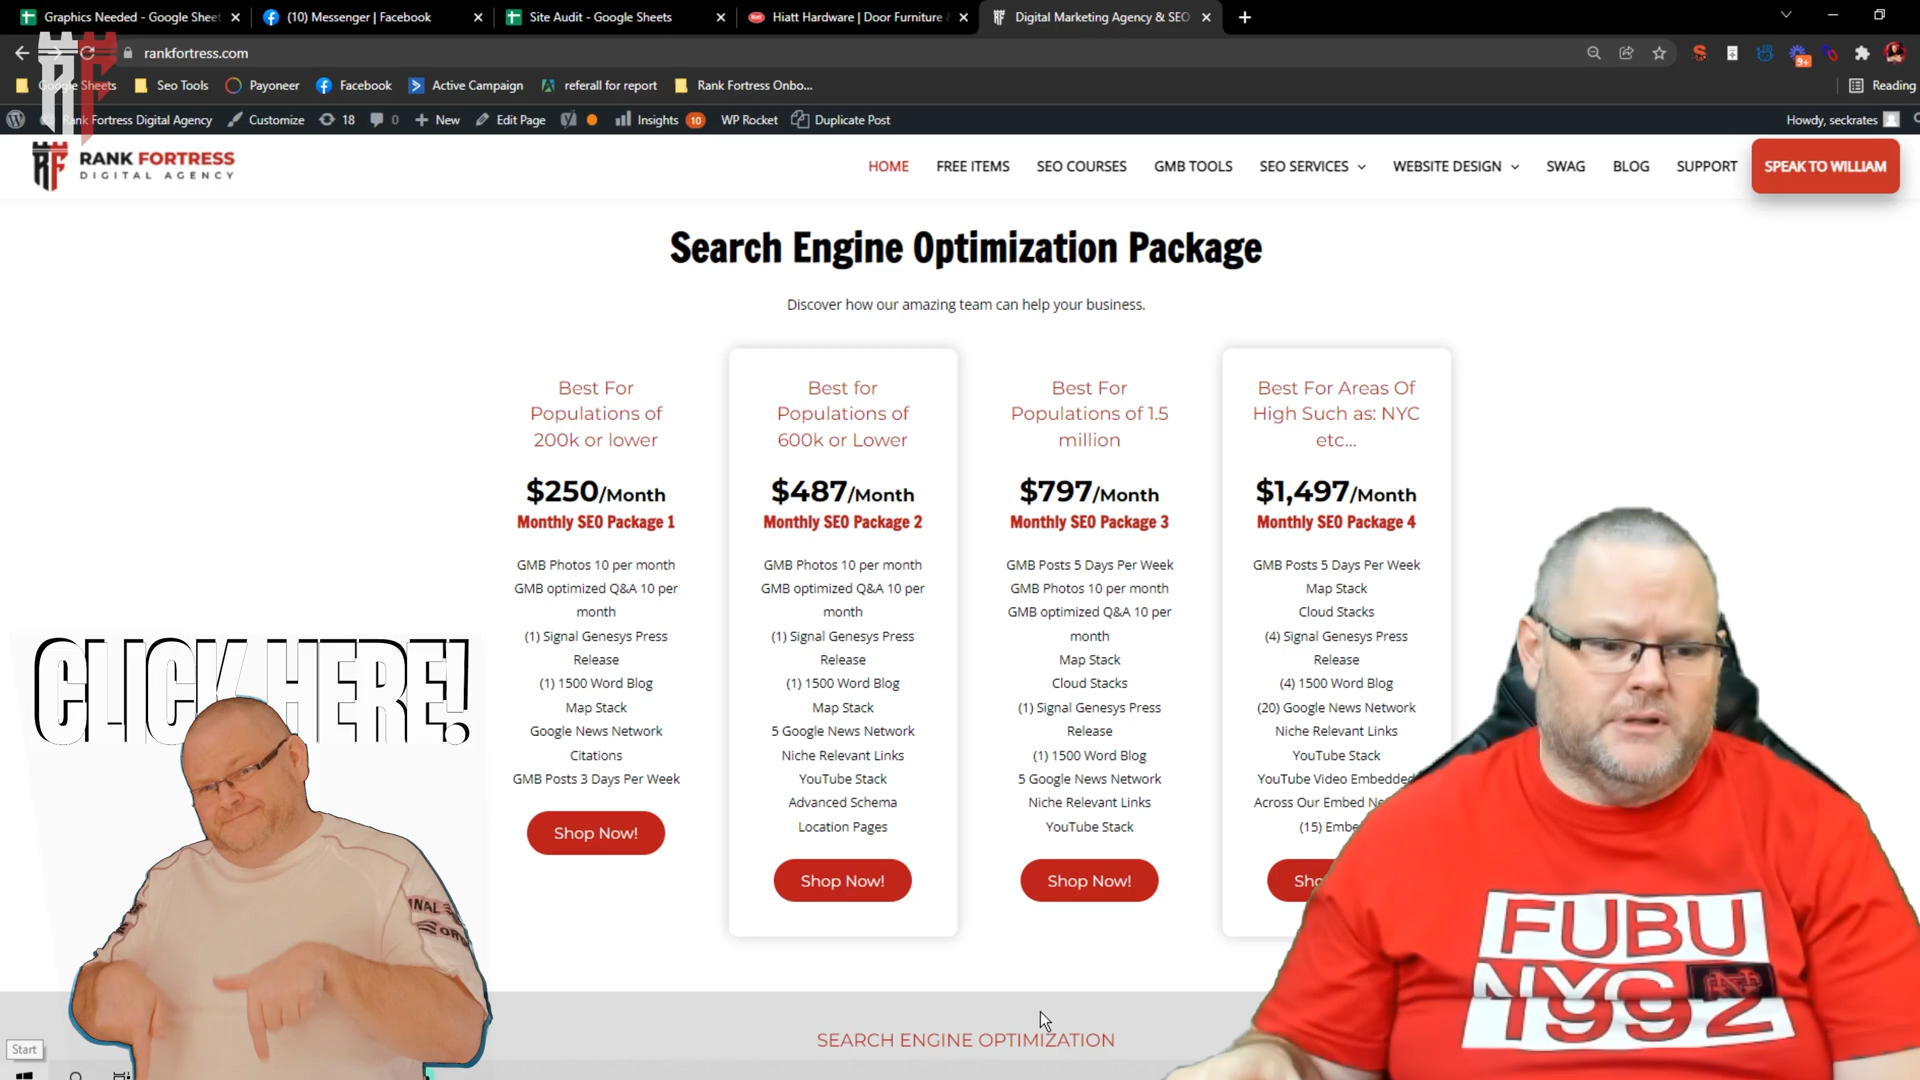 Graphics Needed - Google Sheet
(10) Messenger | Facebook
Site Audit - Google Sheets
Hiatt Hardware | Door Furniture
Digital Marketing Agency & SEO
rankfortress.com
9+
Google Sheets
Seo Tools
Payoneer
Facebook
Active Campaign
referall for report
Rank Fortress Onbo...
Reading
Rank Fortress Digital Agency
Customize
18
0
New
Edit Page
Insights 10
WP Rocket
Duplicate Post
Howdy, seckrates
RF
RANK FORTRESS
DIGITAL AGENCY
HOME
FREE ITEMS
SEO COURSES
GMB TOOLS
SEO SERVICES
WEBSITE DESIGN
SWAG
BLOG
SUPPORT
SPEAK TO WILLIAM
Search Engine Optimization Package
Discover how our amazing team can help your business.
Best For
Populations of
200k or lower
$250/Month
Monthly SEO Package 1
GMB Photos 10 per month
GMB optimized Q&A 10 per
month
(1) Signal Genesys Press
Release
(1) 1500 Word Blog
Map Stack
Google News Network
Citations
GMB Posts 3 Days Per Week
Shop Now!
Best for
Populations of
600k or Lower
$487/Month
Monthly SEO Package 2
GMB Photos 10 per month
GMB optimized Q&A 10 per
month
(1) Signal Genesys Press
Release
(1) 1500 Word Blog
Map Stack
5 Google News Network
Niche Relevant Links
YouTube Stack
Advanced Schema
Location Pages
Shop Now!
Best For
Populations of 1.5
million
$797/Month
Monthly SEO Package 3
GMB Posts 5 Days Per Week
GMB Photos 10 per month
GMB optimized Q&A 10 per
month
Map Stack
Cloud Stacks
(1) Signal Genesys Press
Release
(1) 1500 Word Blog
5 Google News Network
Niche Relevant Links
YouTube Stack
Shop Now!
Best For Areas Of
High Such as: NYC
etc...
$1,497/Month
Monthly SEO Package 4
GMB Posts 5 Days Per Week
Map Stack
Cloud Stacks
(4) Signal Genesys Press
Release
(4) 1500 Word Blog
(20) Google News Network
Niche Relevant Links
YouTube Stack
YouTube Video Embedded
Across Our Embed
(15)
CLICK HERE!
FUBU
NYC
1992
SEARCH ENGINE OPTIMIZATION
Start